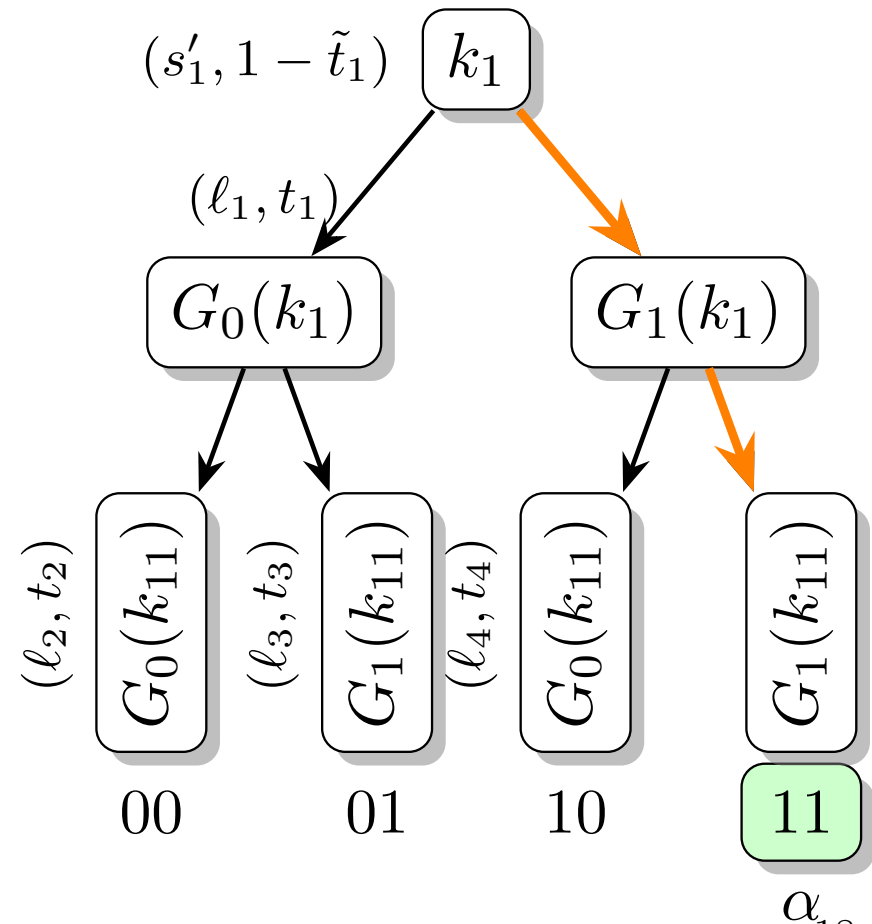 (s′₁, 1 − t̃₁) k₁
(ℓ₁, t₁)
G₀(k₁) G₁(k₁)
(ℓ₂, t₂) G₀(k₁₁) (ℓ₃, t₃) G₁(k₁₁) (ℓ₄, t₄) G₀(k₁₁) G₁(k₁₁)
00 01 10 11
α